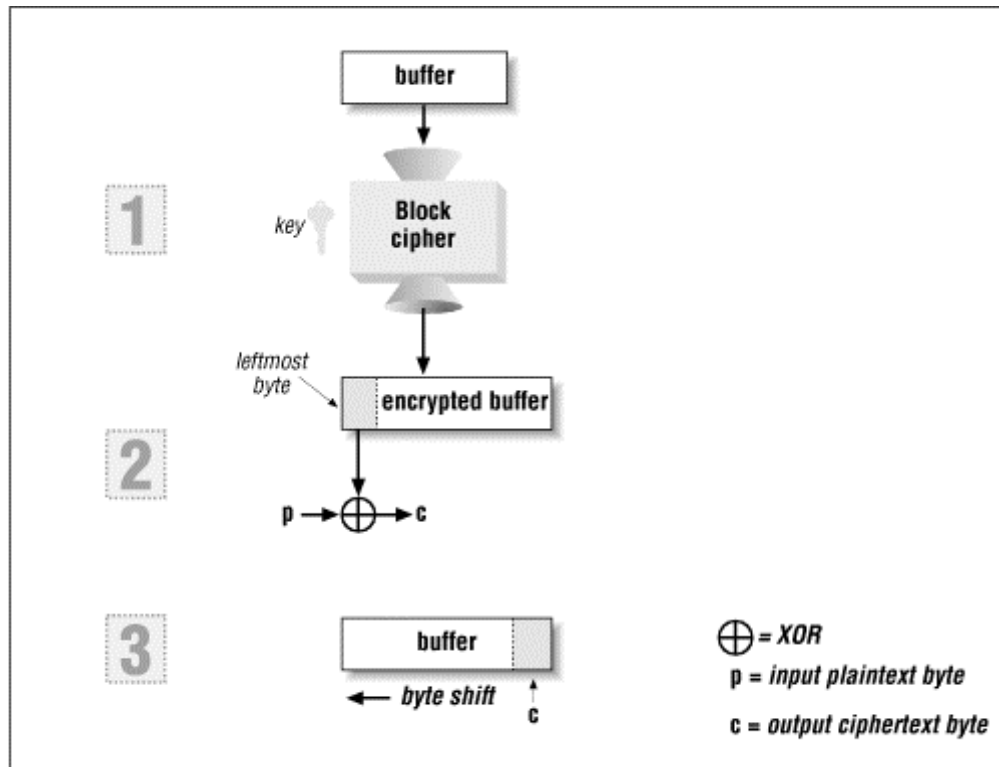 buffer
1
key
Block
cipher
leftmost
byte
encrypted buffer
2
p
c
3
buffer
byte shift
c
= XOR
p = input plaintext byte
c = output ciphertext byte